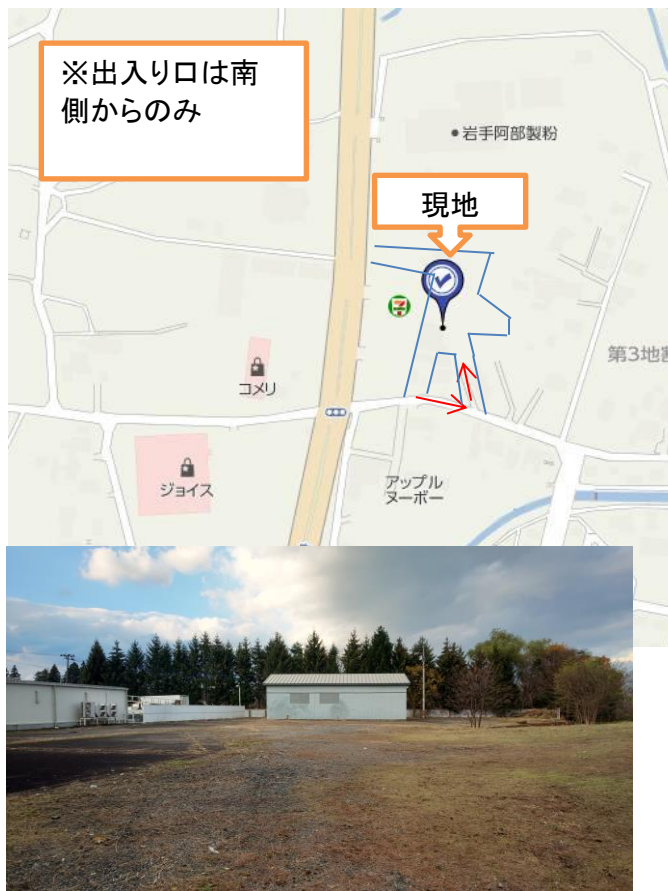 ※出入り口は南
側からのみ
岩手阿部製粉
現地
第3地
コメリ
ジョイス
アップル
ヌーボー